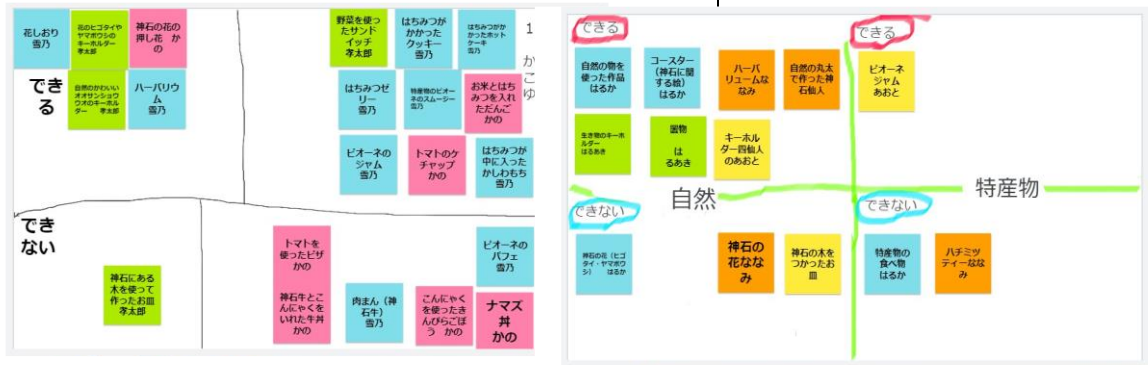 花しおり
雪乃
花のヒゴタイや
ヤマボウシの
キーホルダー
孝太郎
神石の花の
押し花 か
の
野菜を使っ
たサンド
イッチ
孝太郎
はちみつが
かかった
クッキー
雪乃
はちみつがか
かったホット
ケーキ
雪乃
1
かごゆ
でき
る
自然のかわいい
オオサンショウ
ウオのキーホル
ダー 孝太郎
ハーバリウ
ム
雪乃
はちみつゼ
リー
雪乃
特産物のピオー
ネのスムージー
雪乃
お米とはち
みつを入れ
ただんご
かの
ピオーネの
ジャム
雪乃
トマトのケ
チャップ
かの
はちみつが
中に入った
かしわもち
雪乃
でき
ない
神石にある
木を使って
作ったお皿
孝太郎
トマトを
使ったピザ
かの
神石牛とこ
んにゃくを
いれた牛丼
かの
肉まん（神
石牛）
雪乃
こんにゃく
を使ったき
んぴらごぼ
う かの
ピオーネの
パフェ
雪乃
ナマズ
丼
かの
できる
自然の物を
使った作品
はるか
コースター
（神石に関
する絵）
はるか
ハーバ
リュームな
なみ
自然の丸太
で作った神
石仙人
できる
ピオーネ
ジャム
あおと
生き物のキーホ
ルダー
はるあき
置物
は
るあき
キーホル
ダー四仙人
のあおと
自然
特産物
できない
神石の花（ヒゴ
タイ・ヤマボウ
シ） はるか
神石の
花なな
み
神石の木を
つかったお
皿
できない
特産物の
食べ物
はるか
ハチミツ
ティーなな
み